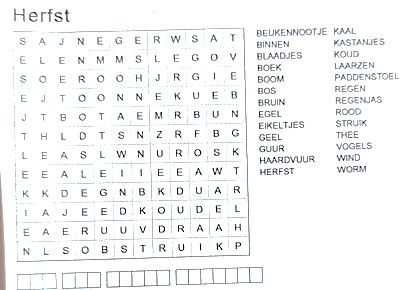 Herfst
S A J N E G E R W S A T
E L E N M M S L E G O V
S O E R O O H J R G I E
E J T O O N N E K U E B
J T B O T A E M R B U N
T H L D T S N Z R F B G
L E A S L W N U R O S K
E E A L E I I E E A W T
K K D E G N B K D U A R
I A J E E D K O U D E L
E A E R U U V D R A A H
N L S O B S T R U I K P
BEUKENNOOTJE KAAL
BINNEN KASTANJES
BLAADJES KOUD
BOEK LAARZEN
BOOM PADDENSTOEL
BOS REGEN
BRUIN REGENJAS
EGEL ROOD
EIKELTJES STRUIK
GEEL THEE
GUUR VOGELS
HAARDVUUR WIND
HERFST WORM